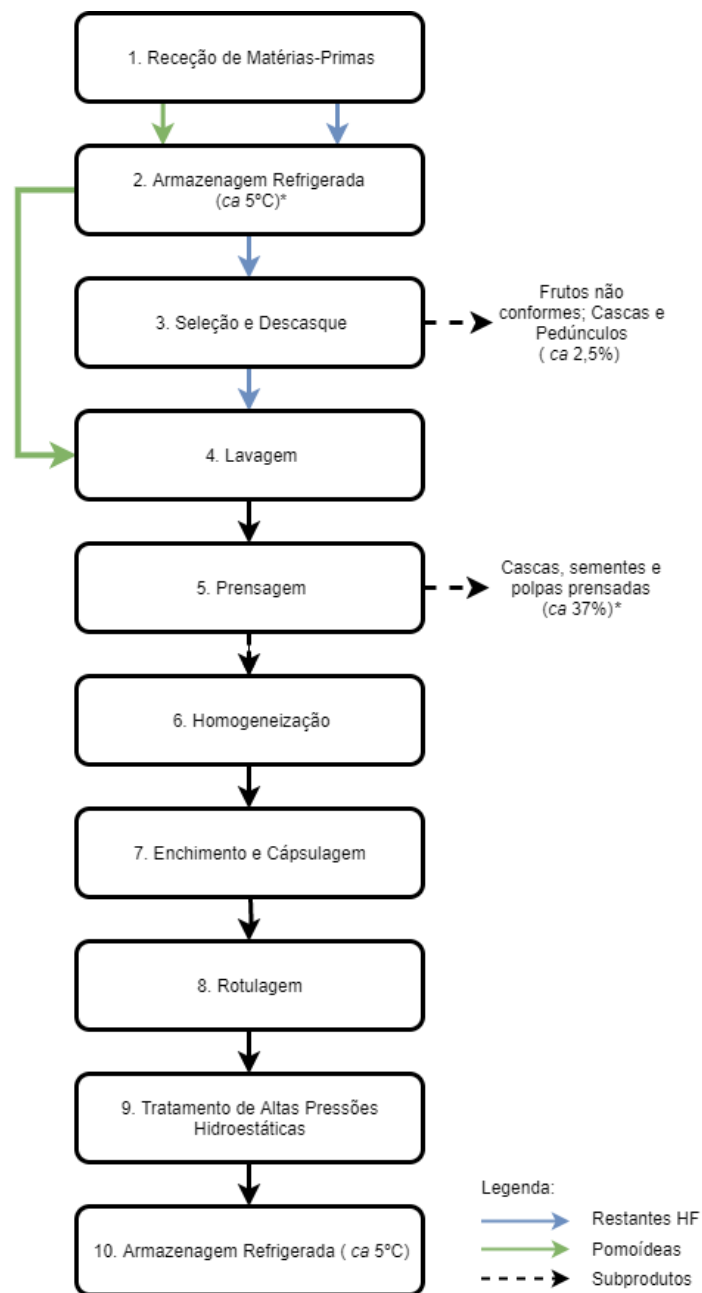 1. Receção de Matérias-Primas
2. Armazenagem Refrigerada
(ca 5ºC)*
3. Seleção e Descasque
Frutos não
conformes; Cascas e
Pedúnculos
( ca 2,5%)
4. Lavagem
5. Prensagem
Cascas, sementes e
polpas prensadas
(ca 37%)*
6. Homogeneização
7. Enchimento e Cápsulagem
8. Rotulagem
9. Tratamento de Altas Pressões
Hidroestáticas
10. Armazenagem Refrigerada ( ca 5ºC)
Legenda:
Restantes HF
Pomoídeas
Subprodutos